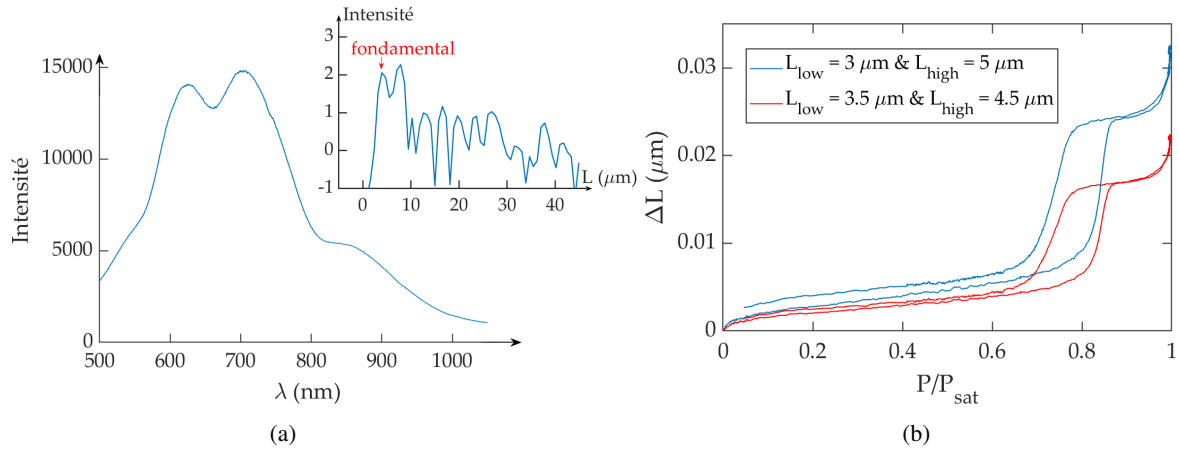 Intensité
15000
10000
5000
0
500
600
700
800
900
1000
λ (nm)
Intensité
fondamental
3
2
1
0
-1
0
10
20
30
40
L (μm)
(a)
ΔL (μm)
0.03
0.02
0.01
0
L_low = 3 μm & L_high = 5 μm
L_low = 3.5 μm & L_high = 4.5 μm
0
0.2
0.4
0.6
0.8
1
P/P_sat
(b)